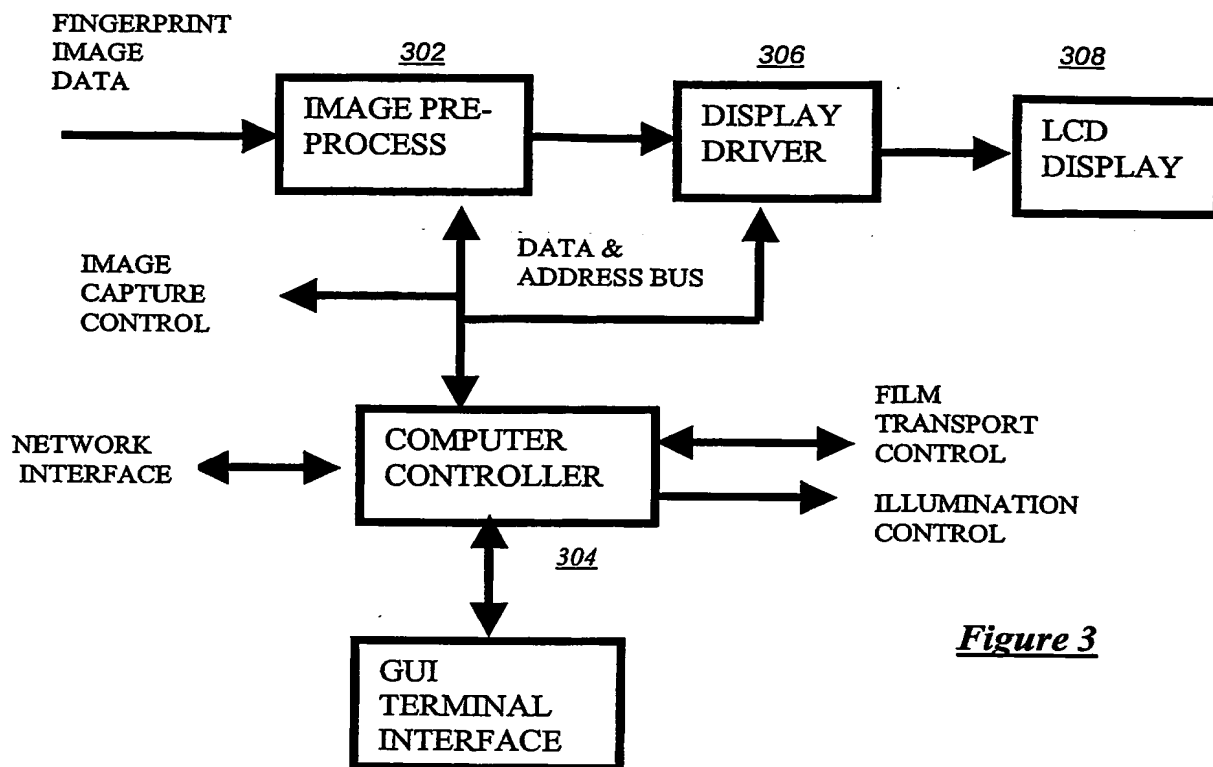 FINGERPRINT
IMAGE
DATA
302
306
308
IMAGE PRE-
PROCESS
DISPLAY
DRIVER
LCD
DISPLAY
DATA &
ADDRESS BUS
IMAGE
CAPTURE
CONTROL
COMPUTER
CONTROLLER
NETWORK
INTERFACE
FILM
TRANSPORT
CONTROL
ILLUMINATION
CONTROL
304
GUI
TERMINAL
INTERFACE
Figure 3